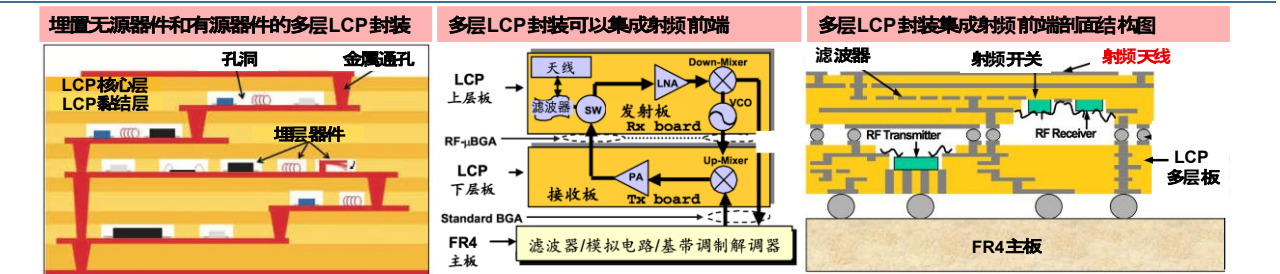 埋置无源器件和有源器件的多层LCP封装
孔洞
金属通孔
LCP核心层
LCP黏结层
埋层器件
多层LCP封装可以集成射频前端
Down-Mixer
天线
LCP
上层板
LNA
滤波器
SW
发射板
VCO
Rx board
RF-μBGA
Up-Mixer
LCP
下层板
PA
接收板
Tx board
Standard BGA
FR4
主板
滤波器/模拟电路/基带调制解调器
多层LCP封装集成射频前端剖面结构图
滤波器
射频开关
射频天线
RF Transmitter
RF Receiver
LCP
多层板
FR4主板